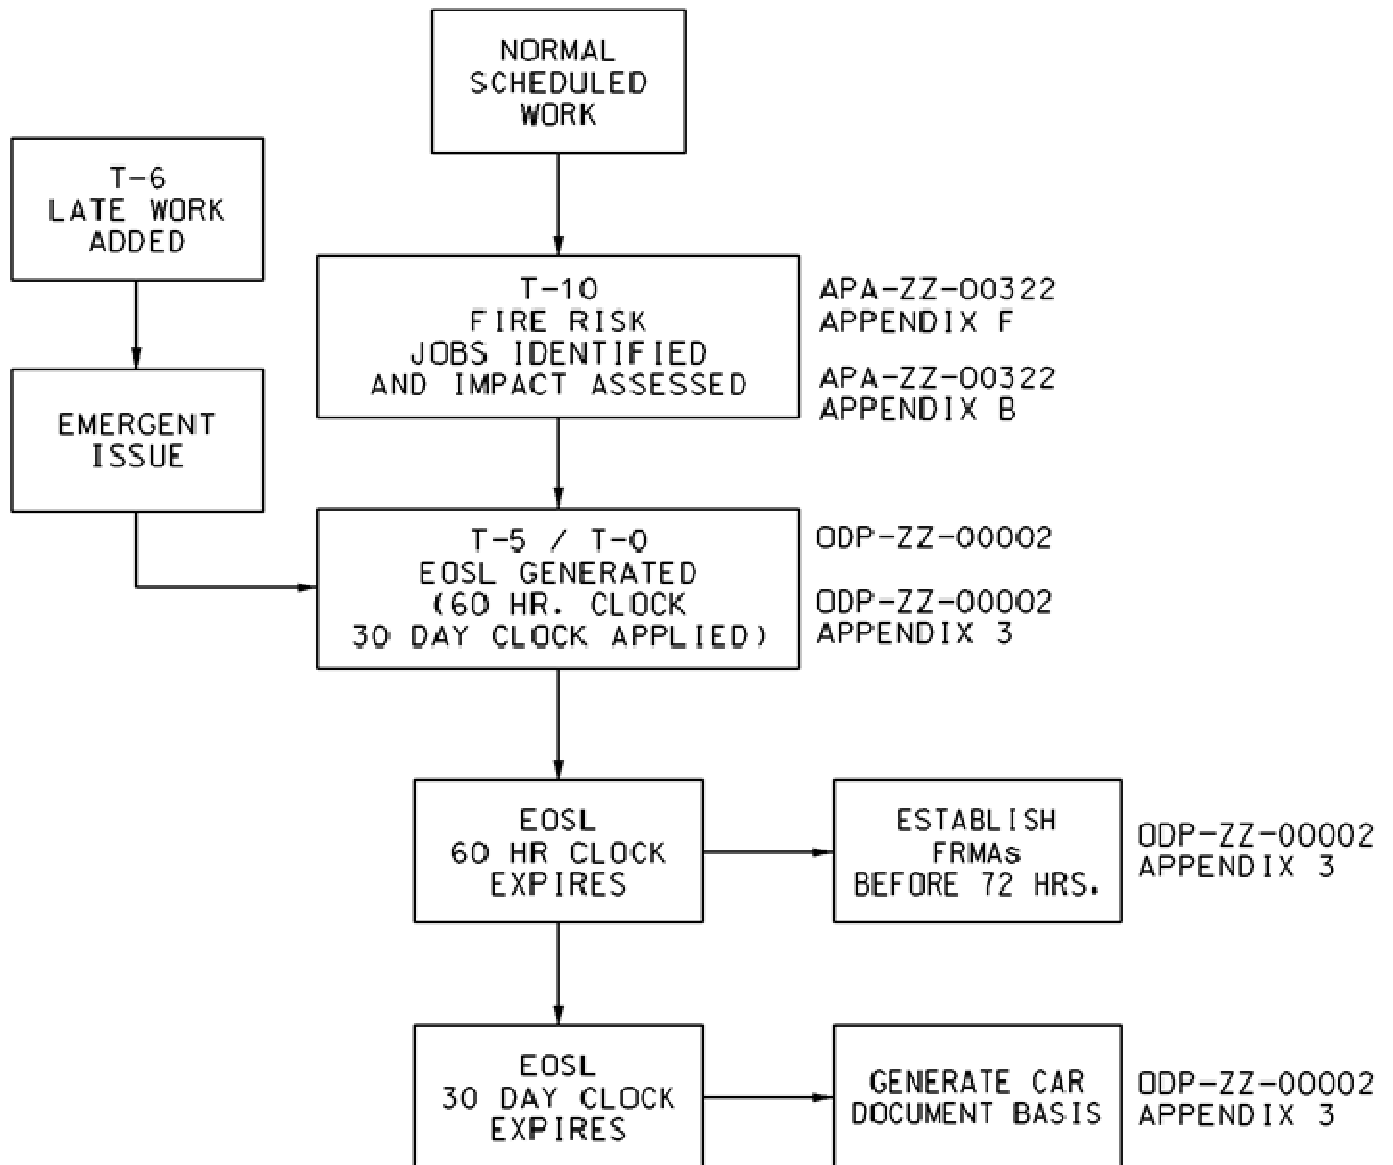 NORMAL
SCHEDULED
WORK
T-6
LATE WORK
ADDED
T-10
FIRE RISK
JOBS IDENTIFIED
AND IMPACT ASSESSED
APA-ZZ-00322
APPENDIX F
APA-ZZ-00322
APPENDIX B
EMERGENT
ISSUE
T-5 / T-0
EOSL GENERATED
(60 HR. CLOCK
30 DAY CLOCK APPLIED)
ODP-ZZ-00002
ODP-ZZ-00002
APPENDIX 3
EOSL
60 HR CLOCK
EXPIRES
ESTABLISH
FRMAs
BEFORE 72 HRS.
ODP-ZZ-00002
APPENDIX 3
EOSL
30 DAY CLOCK
EXPIRES
GENERATE CAR
DOCUMENT BASIS
ODP-ZZ-00002
APPENDIX 3